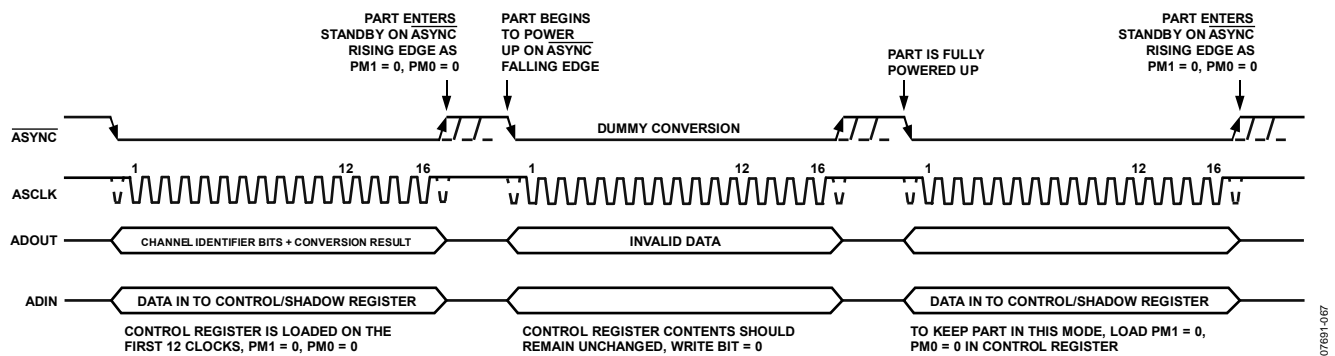 PART ENTERS
STANDBY ON ASYNC
RISING EDGE AS
PM1 = 0, PM0 = 0
PART BEGINS
TO POWER
UP ON ASYNC
FALLING EDGE
PART IS FULLY
POWERED UP
PART ENTERS
STANDBY ON ASYNC
RISING EDGE AS
PM1 = 0, PM0 = 0
ASYNC
DUMMY CONVERSION
ASCLK
1 12 16
1 12 16
1 12 16
ADOUT
CHANNEL IDENTIFIER BITS + CONVERSION RESULT
INVALID DATA
ADIN
DATA IN TO CONTROL/SHADOW REGISTER
DATA IN TO CONTROL/SHADOW REGISTER
CONTROL REGISTER IS LOADED ON THE
FIRST 12 CLOCKS, PM1 = 0, PM0 = 0
CONTROL REGISTER CONTENTS SHOULD
REMAIN UNCHANGED, WRITE BIT = 0
TO KEEP PART IN THIS MODE, LOAD PM1 = 0,
PM0 = 0 IN CONTROL REGISTER
07691-067